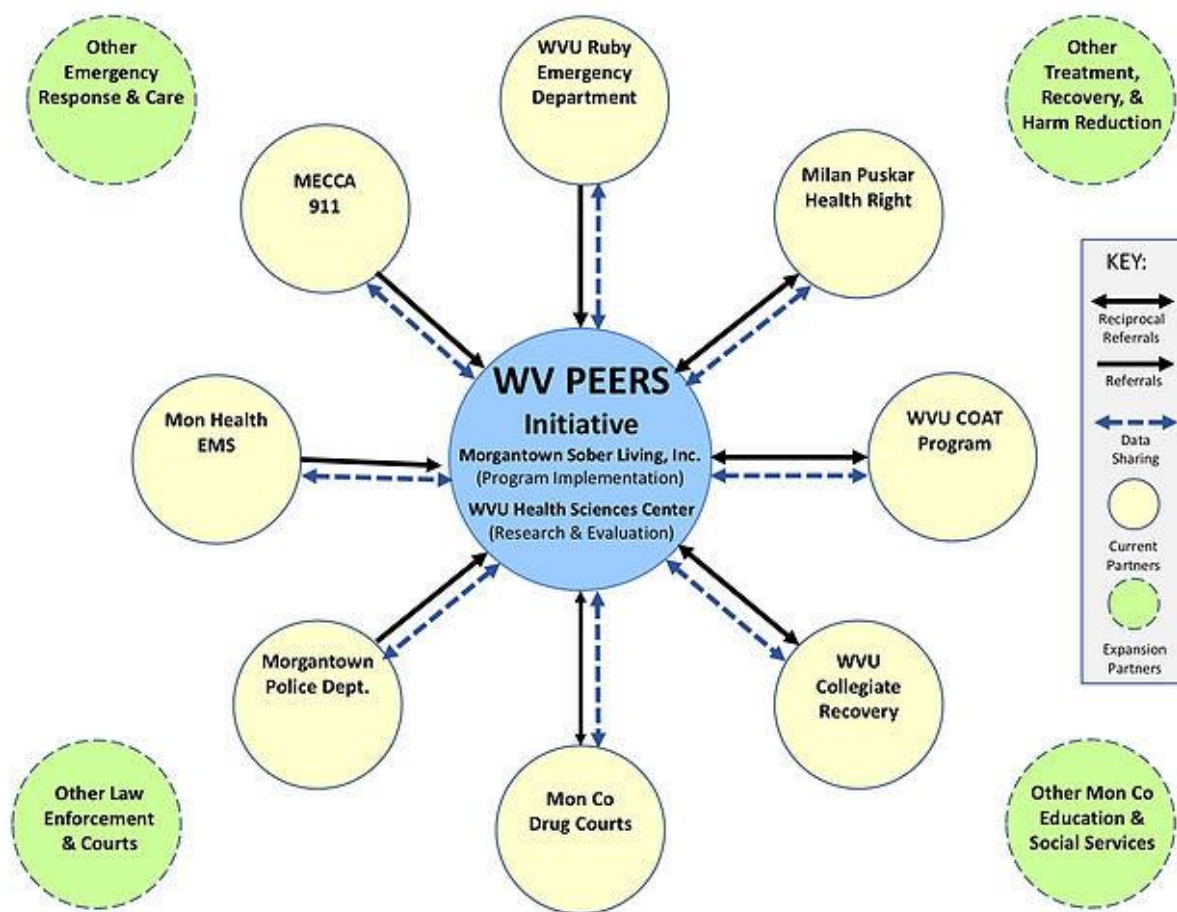 Other
Emergency
Response & Care
WVU Ruby
Emergency
Department
Other
Treatment,
Recovery, &
Harm Reduction
MECCA
911
Milan Puskar
Health Right
Mon Health
EMS
WV PEERS
Initiative
Morgantown Sober Living, Inc.
(Program Implementation)
WVU Health Sciences Center
(Research & Evaluation)
WVU COAT
Program
Morgantown
Police Dept.
WVU
Collegiate
Recovery
Other Law
Enforcement
& Courts
Mon Co
Drug Courts
Other Mon Co
Education &
Social Services
KEY:
Reciprocal
Referrals
Referrals
Data
Sharing
Current
Partners
Expansion
Partners